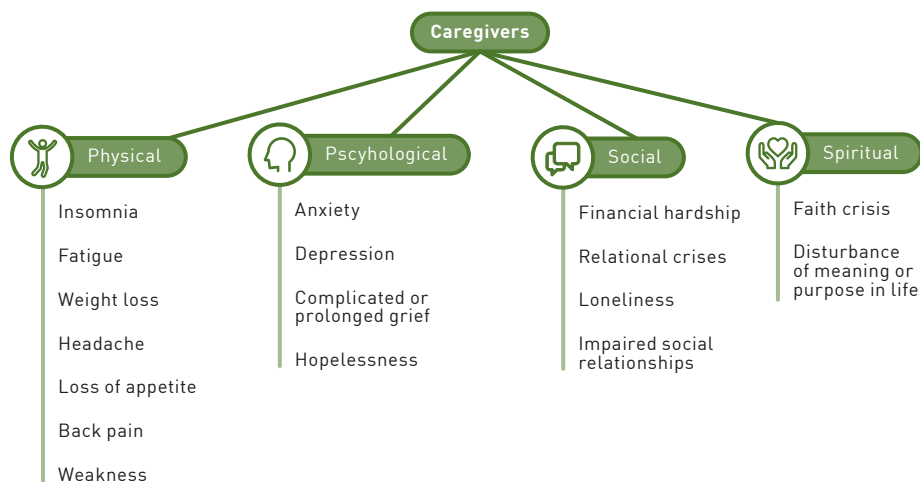 Caregivers
Physical
Insomnia
Fatigue
Weight loss
Headache
Loss of appetite
Back pain
Weakness
Pscyhological
Anxiety
Depression
Complicated or
prolonged grief
Hopelessness
Social
Financial hardship
Relational crises
Loneliness
Impaired social
relationships
Spiritual
Faith crisis
Disturbance
of meaning or
purpose in life